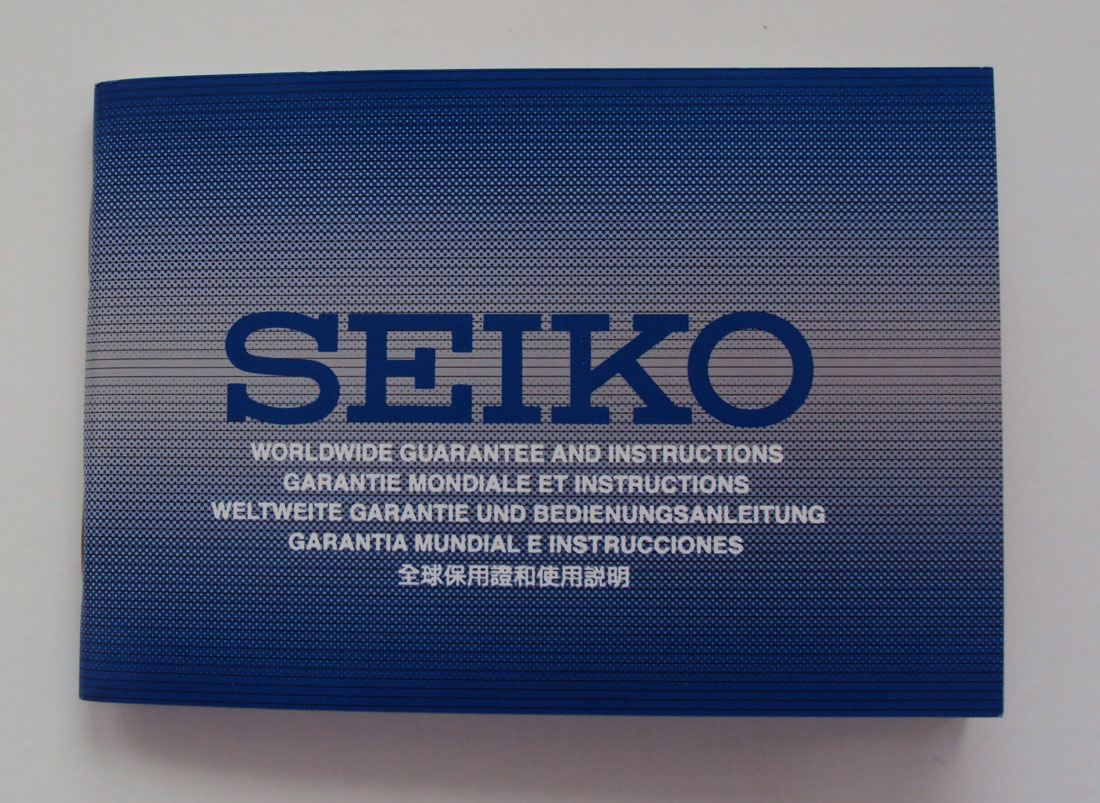 SEIKO
WORLDWIDE GUARANTEE AND INSTRUCTIONS
GARANTIE MONDIALE ET INSTRUCTIONS
WELTWEITE GARANTIE UND BEDIENUNGSANLEITUNG
GARANTIA MUNDIAL E INSTRUCCIONES
全球保用證和使用説明